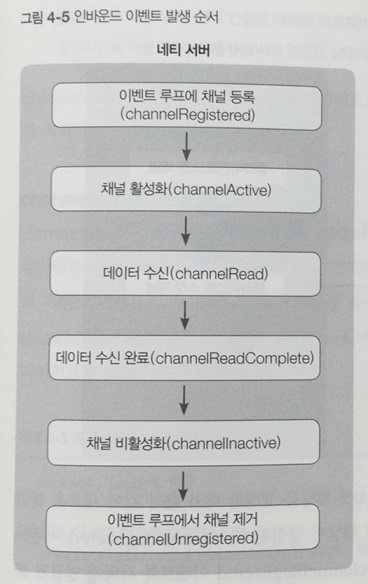 그림 4-5 인바운드 이벤트 발생 순서
네티 서버
이벤트 루프에 채널 등록
(channelRegistered)
채널 활성화(channelActive)
데이터 수신(channelRead)
데이터 수신 완료(channelReadComplete)
채널 비활성화(channelInactive)
이벤트 루프에서 채널 제거
(channelUnregistered)